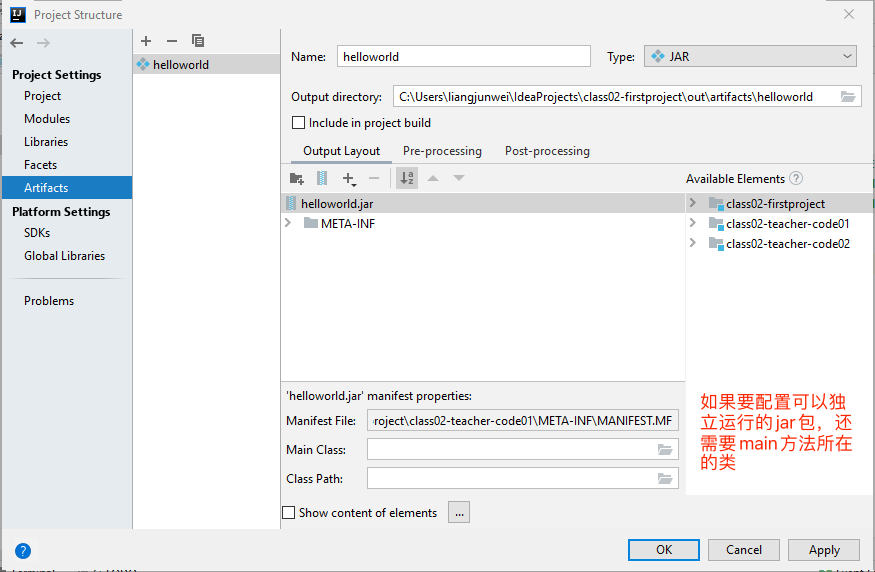 Project Structure
Project Settings
Project
Modules
Libraries
Facets
Artifacts
Platform Settings
SDKs
Global Libraries
Problems
helloworld
Name: helloworld Type: JAR
Output directory: C:\Users\liangjunwei\IdeaProjects\class02-firstproject\out\artifacts\helloworld
Include in project build
Output Layout Pre-processing Post-processing
helloworld.jar
META-INF
Available Elements ?
class02-firstproject
class02-teacher-code01
class02-teacher-code02
如果要配置可以独
立运行的jar包，还
需要main方法所在
的类
'helloworld.jar' manifest properties:
Manifest File: roject\class02-teacher-code01\META-INF\MANIFEST.MF
Main Class:
Class Path:
Show content of elements ...
? OK Cancel Apply